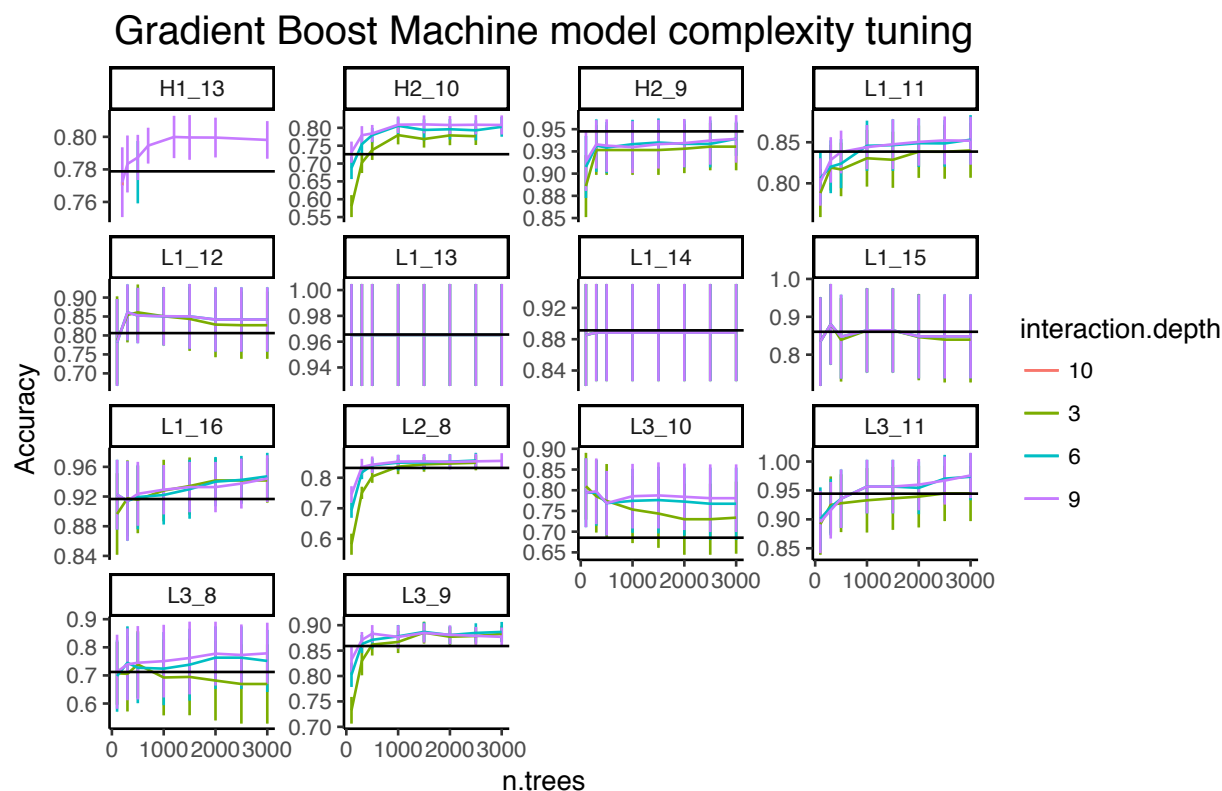 Gradient Boost Machine model complexity tuning
H1_13 H2_10 H2_9 L1_11
0.80 0.78 0.76
0.80 0.75 0.70 0.65 0.60 0.55
0.95 0.93 0.90 0.88 0.85
0.85 0.80
L1_12 L1_13 L1_14 L1_15
0.90 0.85 0.80 0.75 0.70
1.00 0.98 0.96 0.94
0.92 0.88 0.84
1.0 0.9 0.8
L1_16 L2_8 L3_10 L3_11
0.96 0.92 0.88 0.84
0.8 0.6
0.90 0.85 0.80 0.75 0.70 0.65
1.00 0.95 0.90 0.85
0 1000 2000 3000
0 1000 2000 3000
L3_8 L3_9
0.9 0.8 0.7 0.6
0.90 0.85 0.80 0.75 0.70
0 1000 2000 3000
0 1000 2000 3000
Accuracy
n.trees
interaction.depth
10
3
6
9